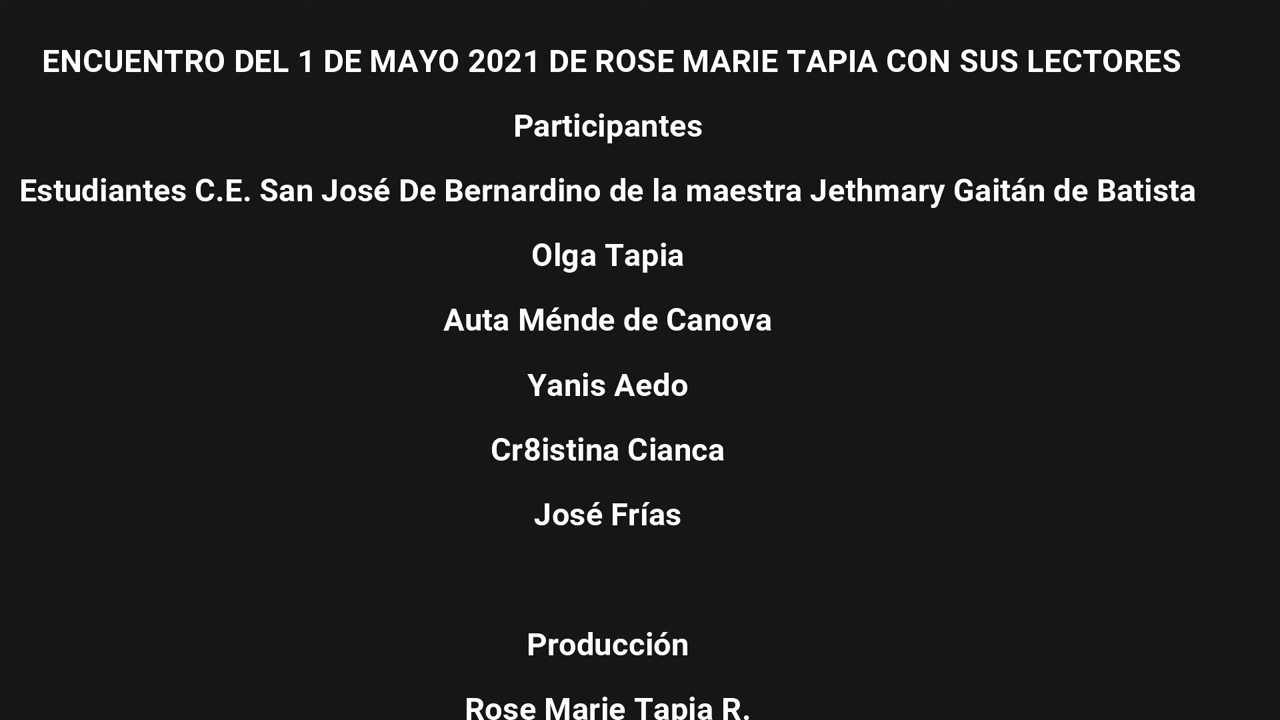 ENCUENTRO DEL 1 DE MAYO 2021 DE ROSE MARIE TAPIA CON SUS LECTORES
Participantes
Estudiantes C.E. San José De Bernardino de la maestra Jethmary Gaitán de Batista
Olga Tapia
Auta Ménde de Canova
Yanis Aedo
Cr8istina Cianca
José Frías
Producción
Rose Marie Tapia R.